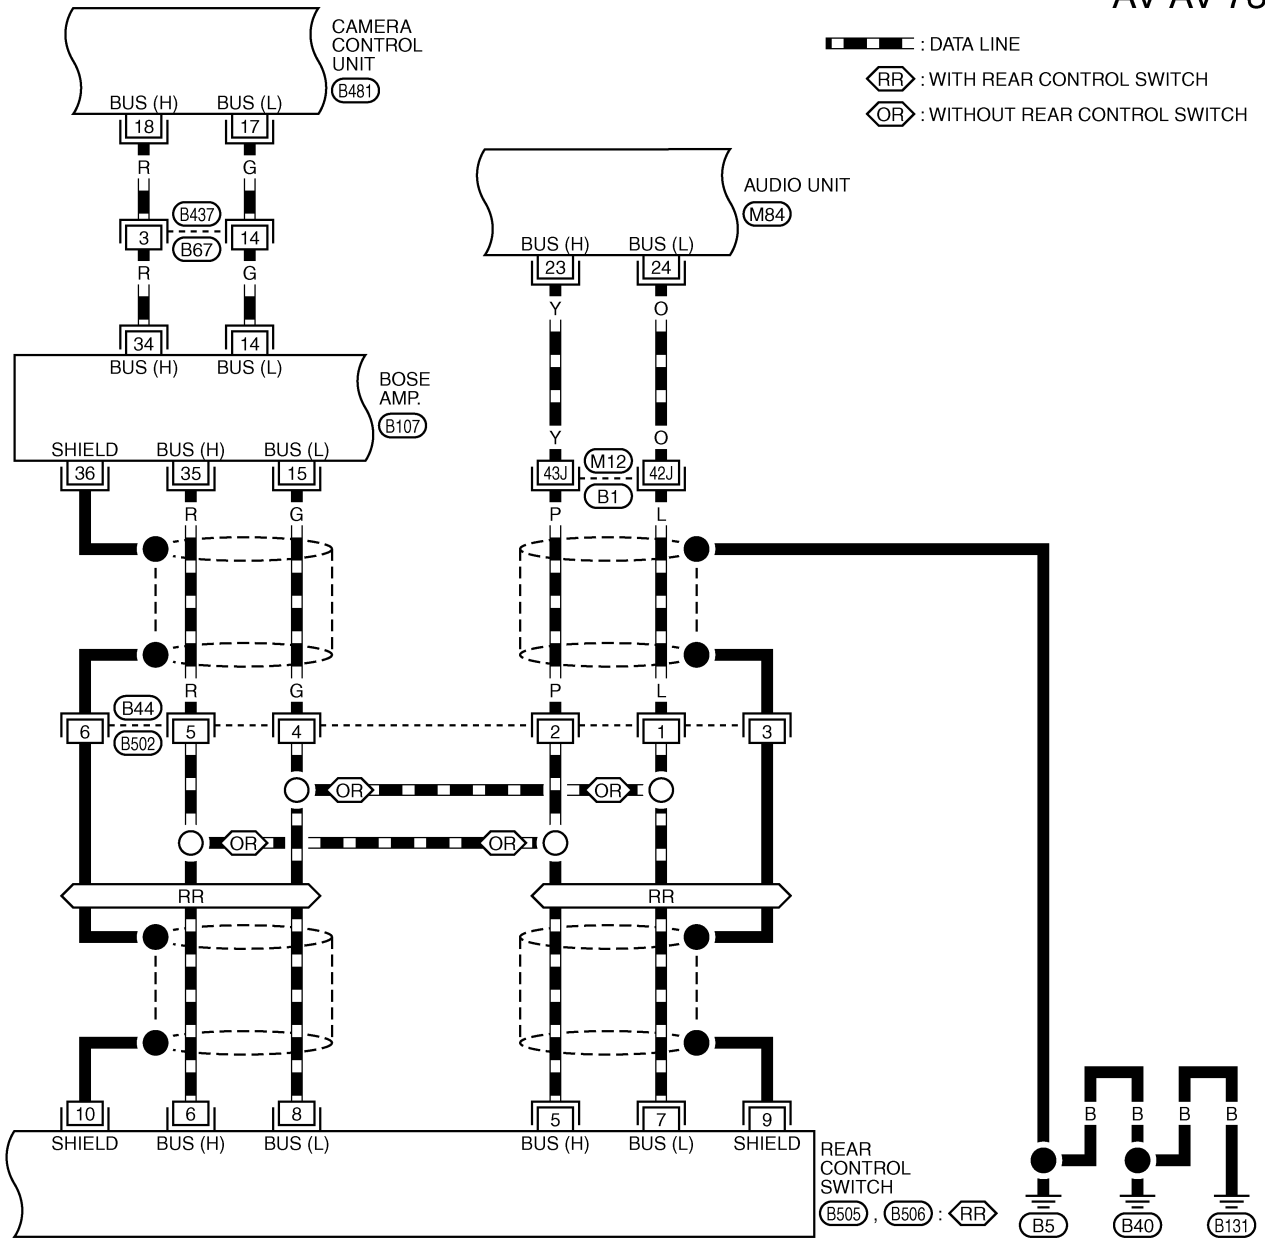 CAMERA
CONTROL
UNIT
B481
BUS (H) BUS (L)
18 17
R G
B437
3 14
B67
R G
34 14
BUS (H) BUS (L)
BOSE
AMP.
B107
SHIELD BUS (H) BUS (L)
36 35 15
R G
R G
: DATA LINE
RR : WITH REAR CONTROL SWITCH
OR : WITHOUT REAR CONTROL SWITCH
AUDIO UNIT
M84
BUS (H) BUS (L)
23 24
Y O
Y O
M12
43J 42J
B1
P L
P L
B44
6 5 4 2 1 3
B502
OR OR
OR OR
RR RR
10 6 8 5 7 9
SHIELD BUS (H) BUS (L) BUS (H) BUS (L) SHIELD
REAR
CONTROL
SWITCH
B505 , B506 : RR
B B B B
B5 B40 B131